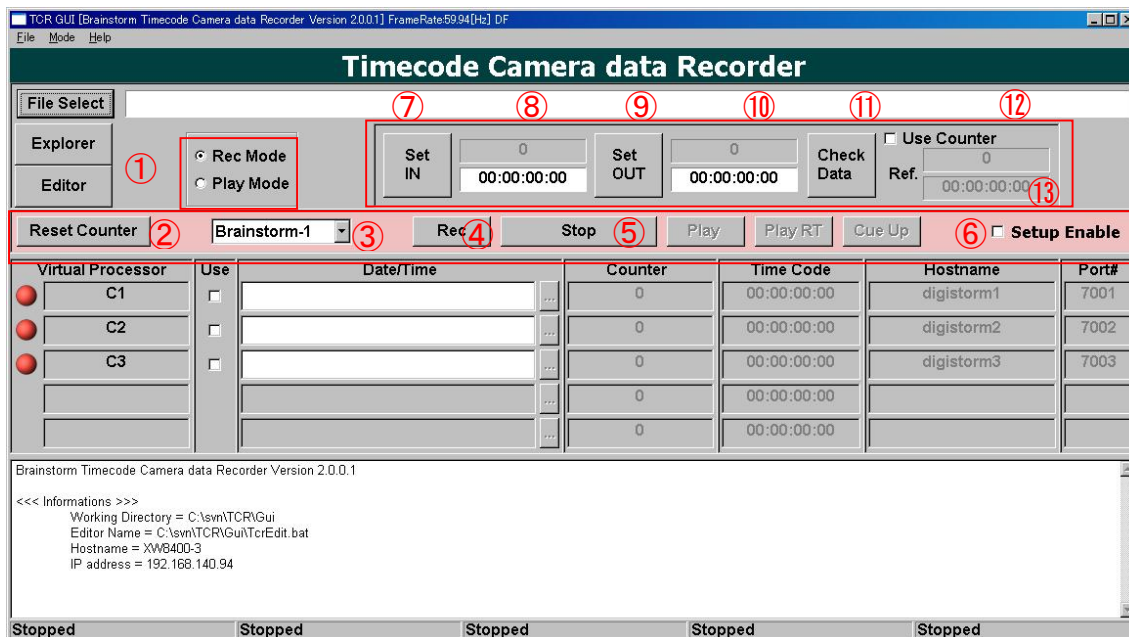 TCR GUI [Brainstorm Timecode Camera data Recorder Version 2.0.0.1] FrameRate:59.94[Hz] DF
File Mode Help
Timecode Camera data Recorder
File Select
⑦ ⑧ ⑨ ⑩ ⑪ ⑫
Explorer
Editor
①
Rec Mode
Play Mode
Set IN
0
00:00:00:00
Set OUT
0
00:00:00:00
Check Data
Use Counter
Ref.
0
00:00:00:00
⑬
Reset Counter ② Brainstorm-1 ③ Rec ④ Stop ⑤ Play Play RT Cue Up ⑥ Setup Enable
Virtual Processor Use Date/Time Counter Time Code Hostname Port#
C1 ... 0 00:00:00:00 digistorm1 7001
C2 ... 0 00:00:00:00 digistorm2 7002
C3 ... 0 00:00:00:00 digistorm3 7003
... 0 00:00:00:00
... 0 00:00:00:00
Brainstorm Timecode Camera data Recorder Version 2.0.0.1
<<< Informations >>>
Working Directory = C:\svn\TCR\Gui
Editor Name = C:\svn\TCR\Gui\TcrEdit.bat
Hostname = XW8400-3
IP address = 192.168.140.94
Stopped Stopped Stopped Stopped Stopped